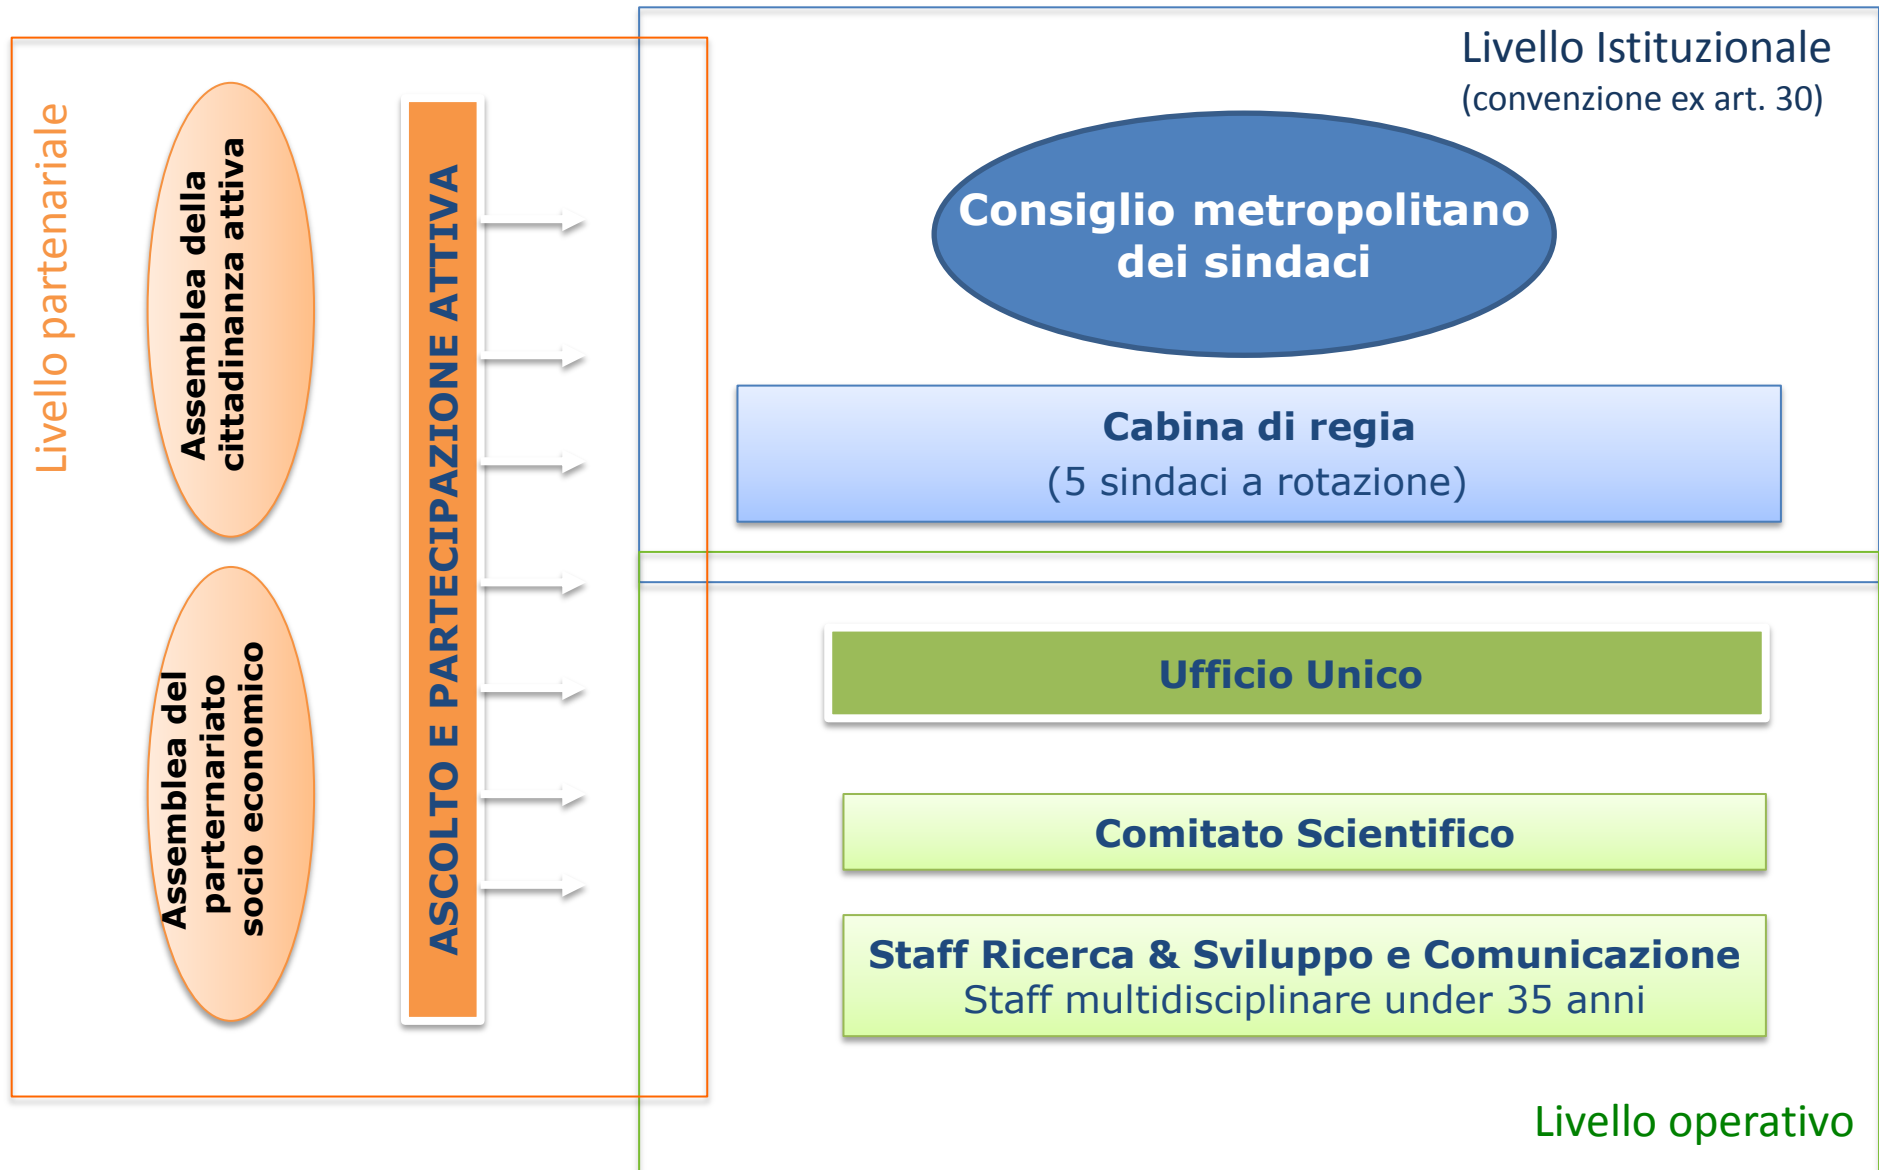 Livello partenariale
Assemblea della
cittadinanza attiva
Assemblea del
parternariato
socio economico
ASCOLTO E PARTECIPAZIONE ATTIVA
Livello Istituzionale
(convenzione ex art. 30)
Consiglio metropolitano
dei sindaci
Cabina di regia
(5 sindaci a rotazione)
Ufficio Unico
Comitato Scientifico
Staff Ricerca & Sviluppo e Comunicazione
Staff multidisciplinare under 35 anni
Livello operativo